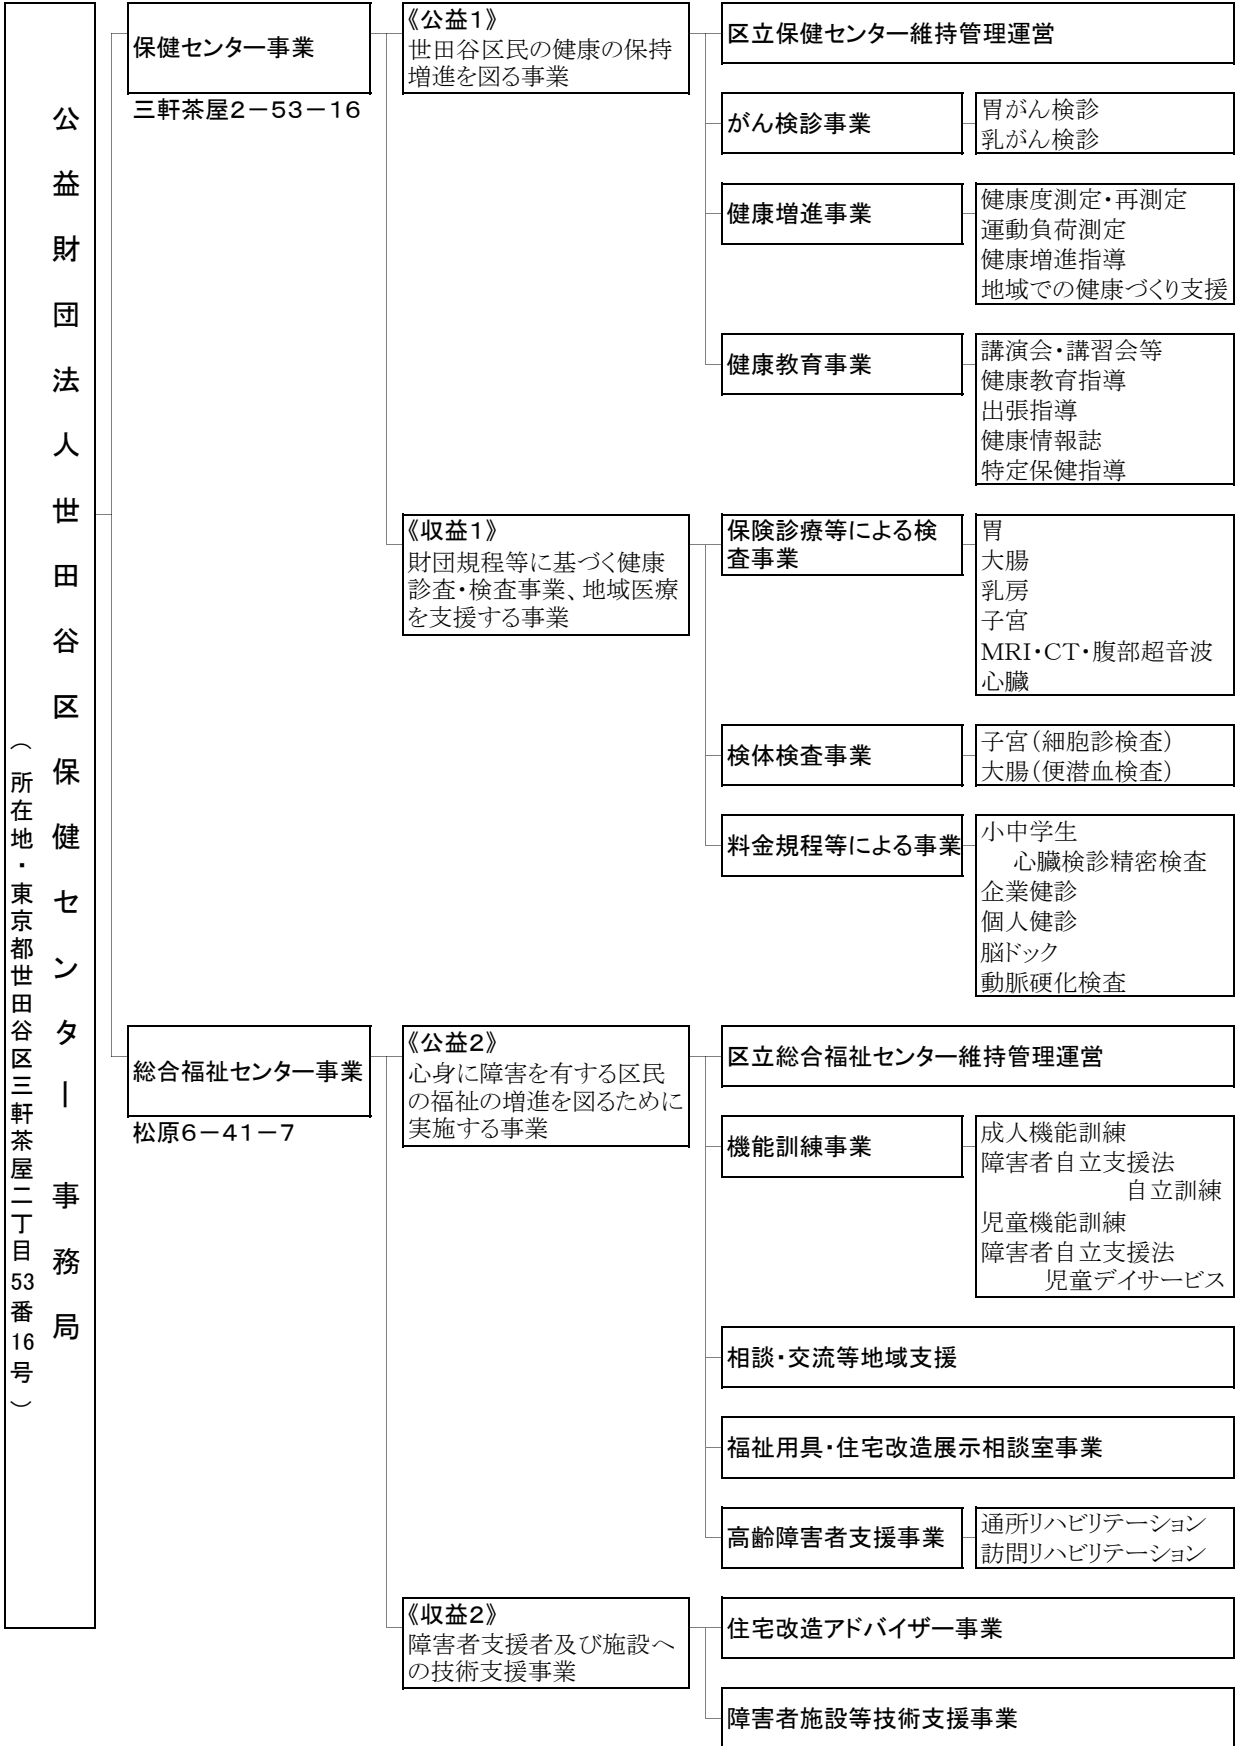 公益財団法人世田谷区保健センター 事務局
（所在地・東京都世田谷区三軒茶屋二丁目53番16号）
保健センター事業
三軒茶屋2－53－16
《公益1》
世田谷区民の健康の保持
増進を図る事業
区立保健センター維持管理運営
がん検診事業
胃がん検診
乳がん検診
健康増進事業
健康度測定・再測定
運動負荷測定
健康増進指導
地域での健康づくり支援
健康教育事業
講演会・講習会等
健康教育指導
出張指導
健康情報誌
特定保健指導
《収益1》
財団規程等に基づく健康
診査・検査事業、地域医療
を支援する事業
保険診療等による検
査事業
胃
大腸
乳房
子宮
MRI・CT・腹部超音波
心臓
検体検査事業
子宮（細胞診検査）
大腸（便潜血検査）
料金規程等による事業
小中学生
心臓検診精密検査
企業健診
個人健診
脳ドック
動脈硬化検査
総合福祉センター事業
松原6－41－7
《公益2》
心身に障害を有する区民
の福祉の増進を図るために
実施する事業
区立総合福祉センター維持管理運営
機能訓練事業
成人機能訓練
障害者自立支援法
自立訓練
児童機能訓練
障害者自立支援法
児童デイサービス
相談・交流等地域支援
福祉用具・住宅改造展示相談室事業
高齢障害者支援事業
通所リハビリテーション
訪問リハビリテーション
《収益2》
障害者支援者及び施設へ
の技術支援事業
住宅改造アドバイザー事業
障害者施設等技術支援事業